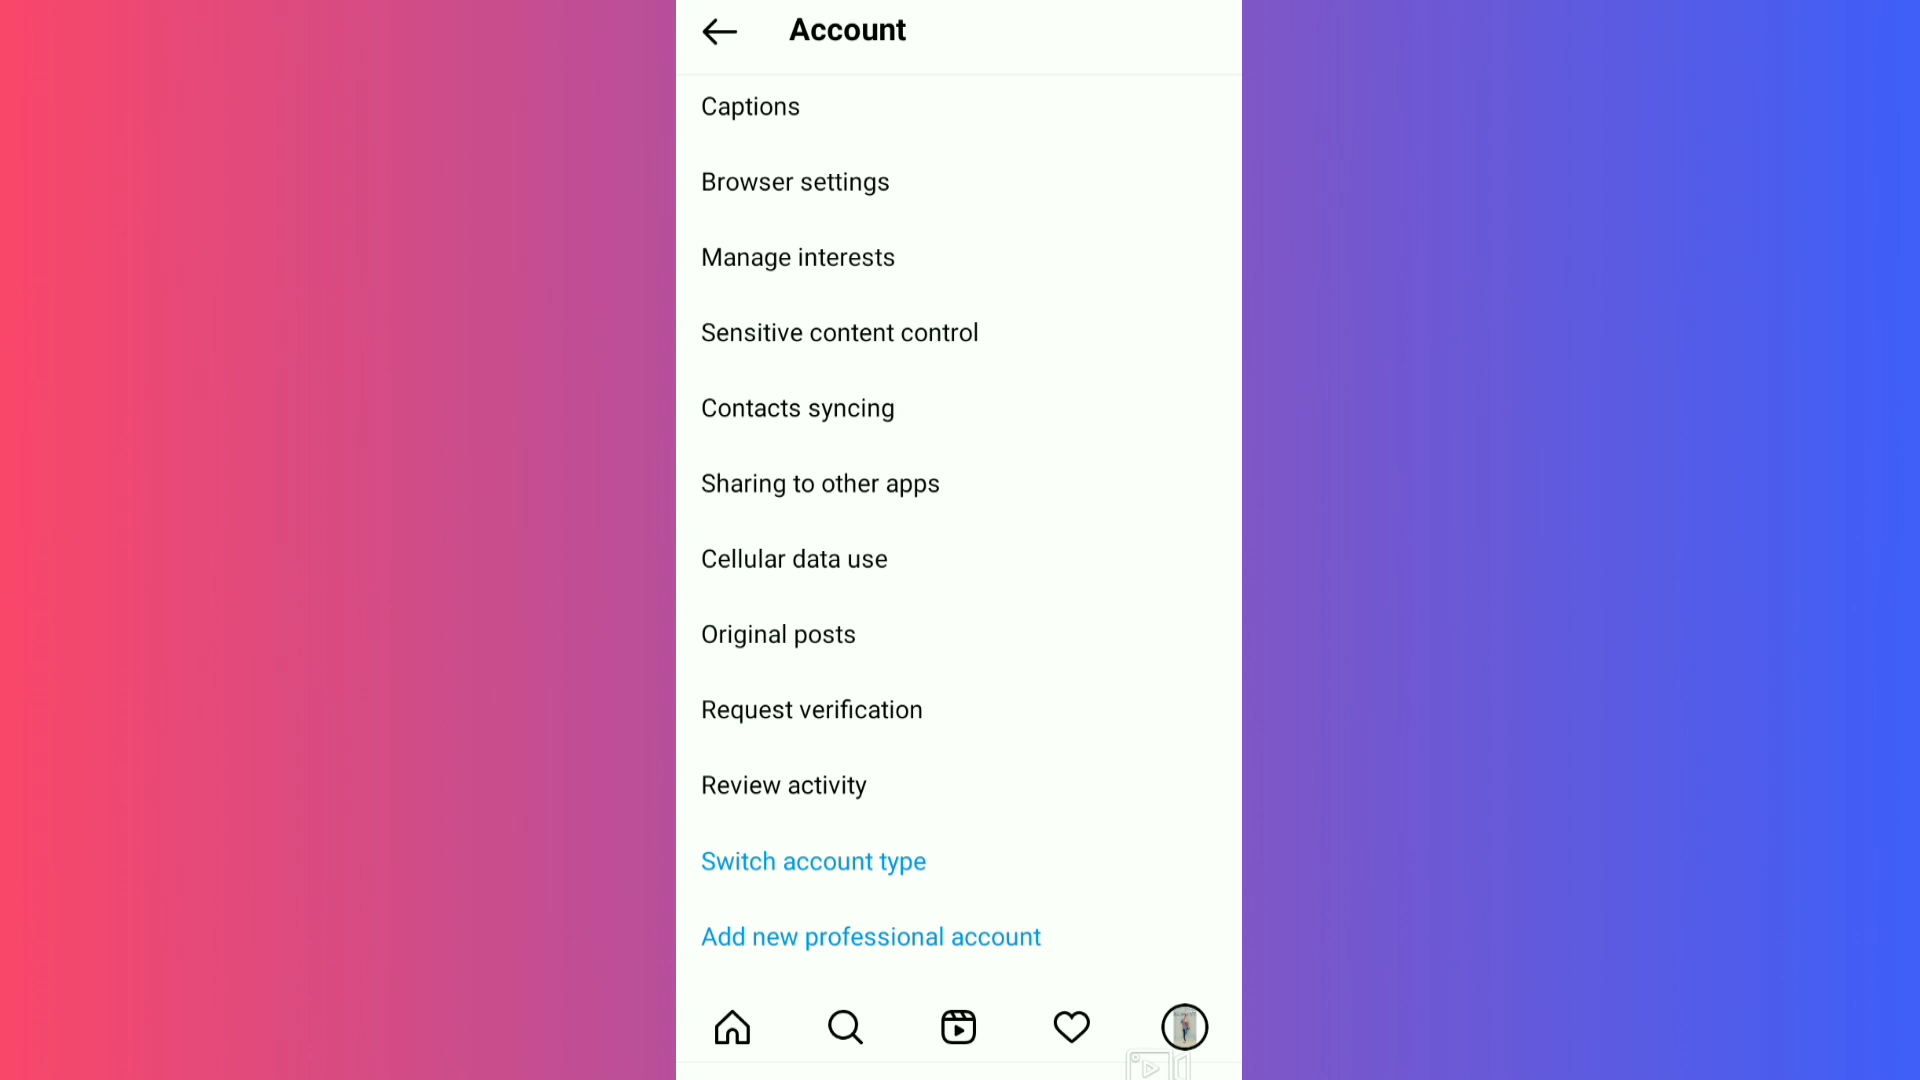 Account
Captions
Browser settings
Manage interests
Sensitive content control
Contacts syncing
Sharing to other apps
Cellular data use
Original posts
Request verification
Review activity
Switch account type
Add new professional account